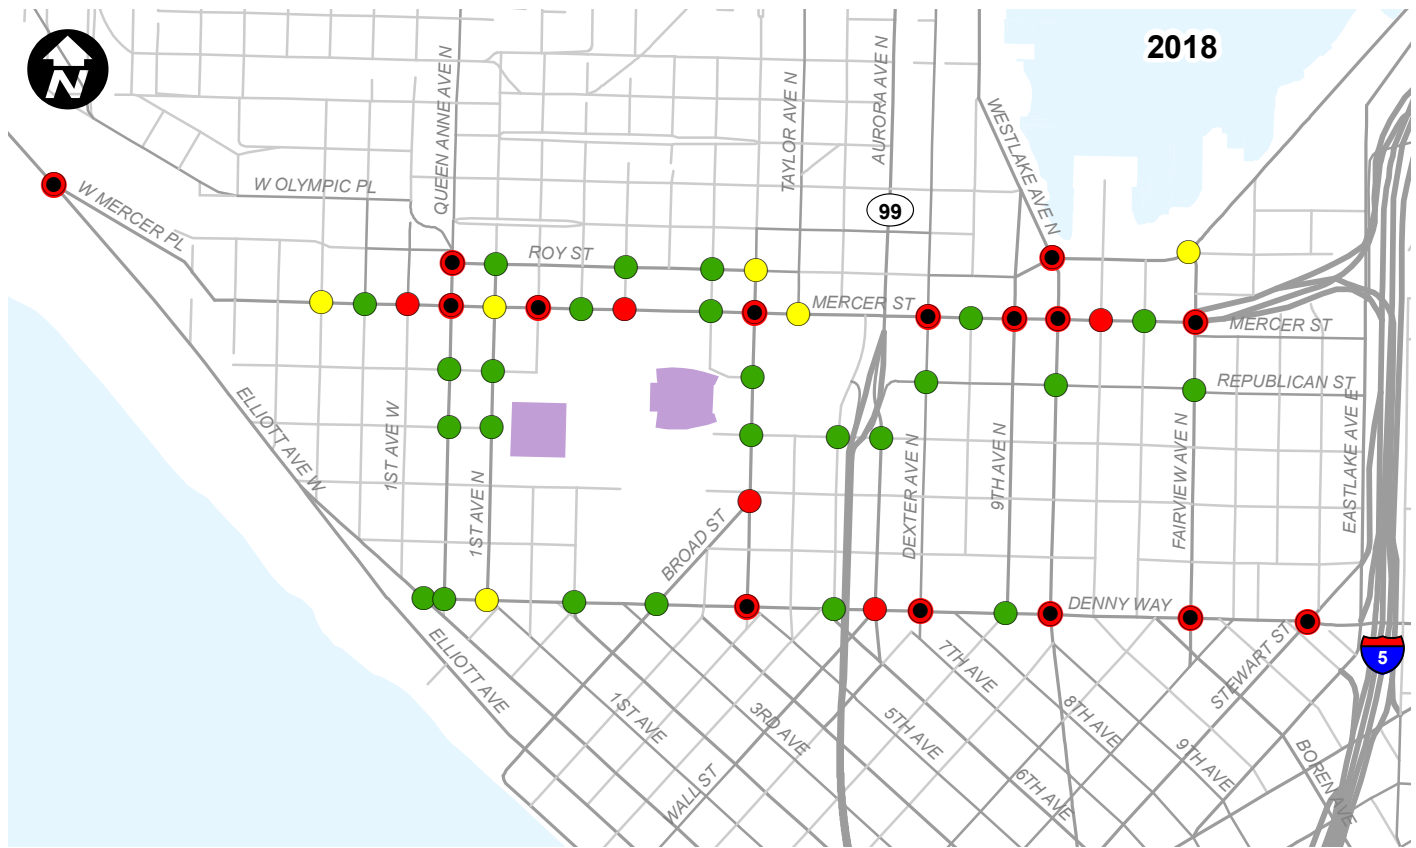 2018
N
QUEEN ANNE AVE N
TAYLOR AVE N
AURORA AVE N
WESTLAKE AVE N
W OLYMPIC PL
W MERCER PL
99
ROY ST
MERCER ST
MERCER ST
REPUBLICAN ST
ELLIOTT AVE W
1ST AVE W
1ST AVE N
DEXTER AVE N
9TH AVE N
FAIRVIEW AVE N
EASTLAKE AVE E
BROAD ST
DENNY WAY
ELLIOTT AVE
1ST AVE
3RD AVE
5TH AVE
7TH AVE
8TH AVE
STEWART ST
5
WALL ST
6TH AVE
9TH AVE
BOREN AVE